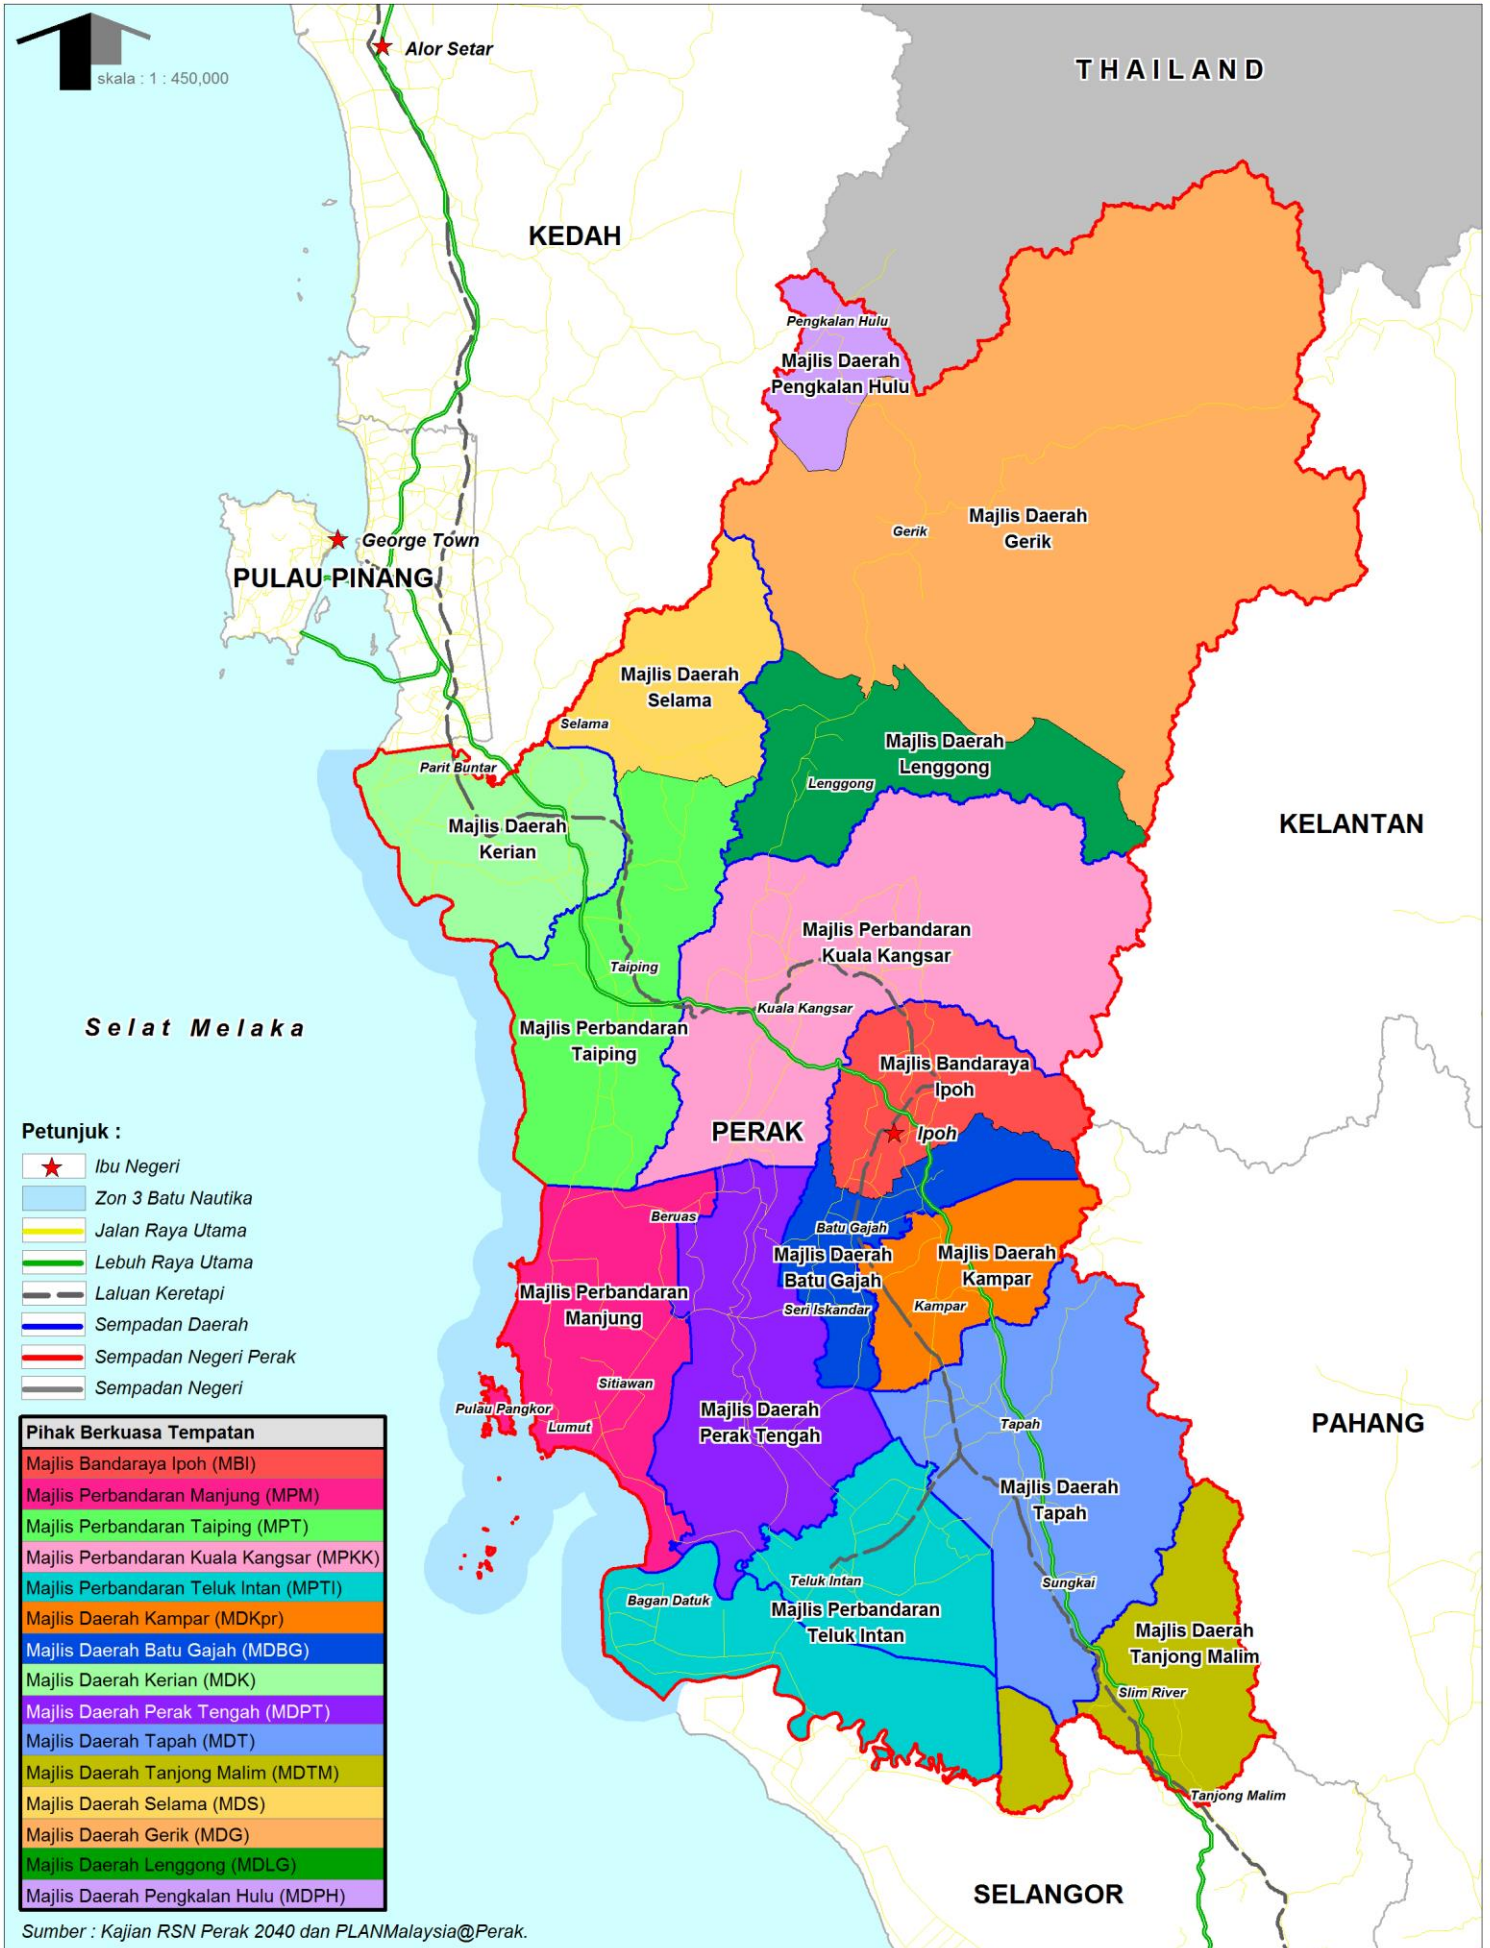 skala : 1 : 450,000
Alor Setar
THAILAND
KEDAH
Pengkalan Hulu
Majlis Daerah
Pengkalan Hulu
Majlis Daerah
Gerik
Gerik
George Town
PULAU PINANG
Majlis Daerah
Selama
Selama
Majlis Daerah
Lenggong
Lenggong
Parit Buntar
Majlis Daerah
Kerian
KELANTAN
Majlis Perbandaran
Kuala Kangsar
Taiping
Kuala Kangsar
Selat Melaka
Majlis Perbandaran
Taiping
Majlis Bandaraya
Ipoh
PERAK
Ipoh
Beruas
Batu Gajah
Majlis Daerah
Batu Gajah
Majlis Daerah
Kampar
Majlis Perbandaran
Manjung
Seri Iskandar
Kampar
Sitiawan
Pulau Pangkor
Lumut
Majlis Daerah
Perak Tengah
Tapah
PAHANG
Majlis Daerah
Tapah
Teluk Intan
Sungkai
Bagan Datuk
Majlis Perbandaran
Teluk Intan
Majlis Daerah
Tanjong Malim
Slim River
Tanjong Malim
SELANGOR
Petunjuk :
Ibu Negeri
Zon 3 Batu Nautika
Jalan Raya Utama
Lebuh Raya Utama
Laluan Keretapi
Sempadan Daerah
Sempadan Negeri Perak
Sempadan Negeri
Pihak Berkuasa Tempatan
Majlis Bandaraya Ipoh (MBI)
Majlis Perbandaran Manjung (MPM)
Majlis Perbandaran Taiping (MPT)
Majlis Perbandaran Kuala Kangsar (MPKK)
Majlis Perbandaran Teluk Intan (MPTI)
Majlis Daerah Kampar (MDKpr)
Majlis Daerah Batu Gajah (MDBG)
Majlis Daerah Kerian (MDK)
Majlis Daerah Perak Tengah (MDPT)
Majlis Daerah Tapah (MDT)
Majlis Daerah Tanjong Malim (MDTM)
Majlis Daerah Selama (MDS)
Majlis Daerah Gerik (MDG)
Majlis Daerah Lenggong (MDLG)
Majlis Daerah Pengkalan Hulu (MDPH)
Sumber : Kajian RSN Perak 2040 dan PLANMalaysia@Perak.